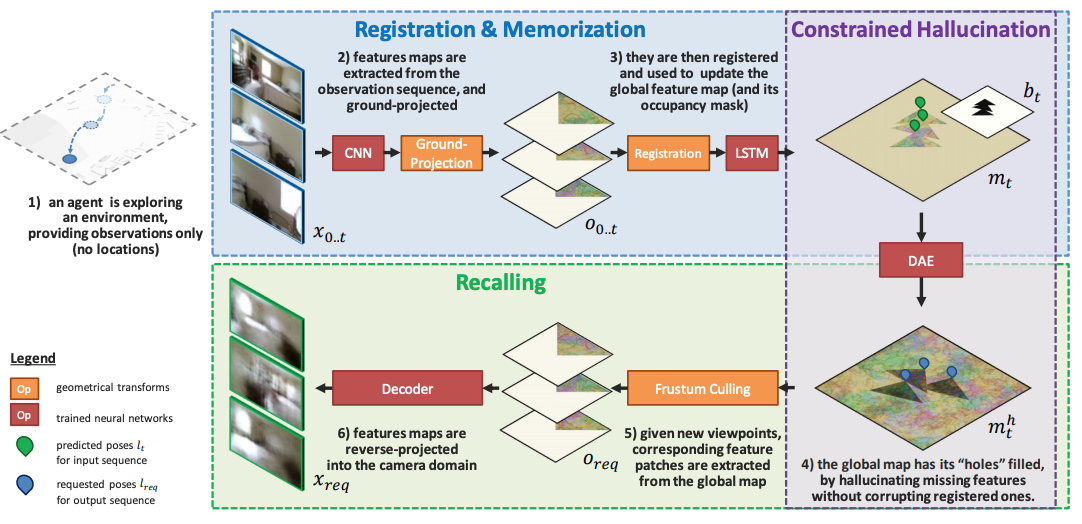 Registration & Memorization
Constrained Hallucination
2) features maps are
extracted from the
observation sequence, and
ground-projected
3) they are then registered
and used to update the
global feature map (and its
occupancy mask)
b_t
CNN
Ground-
Projection
Registration
LSTM
m_t
x_{0..t}
o_{0..t}
1) an agent is exploring
an environment,
providing observations only
(no locations)
DAE
Recalling
Decoder
Frustum Culling
m_t^h
6) features maps are
reverse-projected
into the camera domain
x_{req}
o_{req}
5) given new viewpoints,
corresponding feature
patches are extracted
from the global map
4) the global map has its “holes” filled,
by hallucinating missing features
without corrupting registered ones.
Legend
Op geometrical transforms
Op trained neural networks
predicted poses l_t
for input sequence
requested poses l_{req}
for output sequence